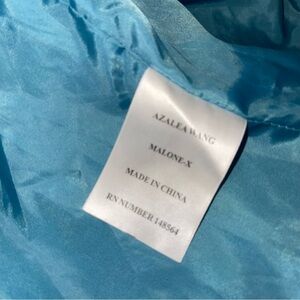 AZALEA WANG
MALONE-X
MADE IN CHINA
RN NUMBER 148564